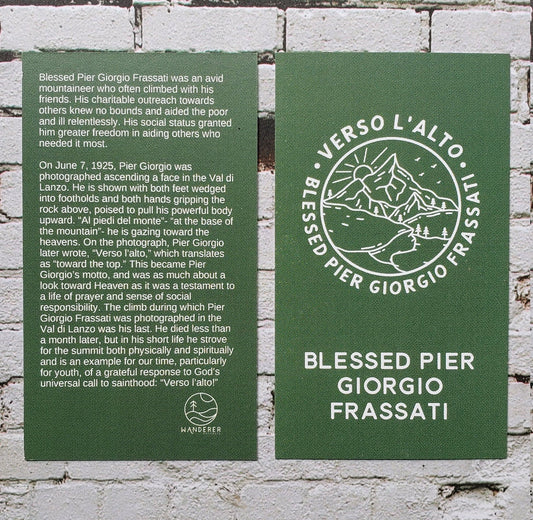 Blessed Pier Giorgio Frassati was an avid
mountaineer who often climbed with his
friends. His charitable outreach towards
others knew no bounds and aided the poor
and ill relentlessly. His social status granted
him greater freedom in aiding others who
needed it most.
On June 7, 1925, Pier Giorgio was
photographed ascending a face in the Val di
Lanzo. He is shown with both feet wedged
into footholds and both hands gripping the
rock above, poised to pull his powerful body
upward. "Al piedi del monte"- "at the base of
the mountain"- he is gazing toward the
heavens. On the photograph, Pier Giorgio
later wrote, "Verso l'alto," which translates
as "toward the top." This became Pier
Giorgio's motto, and was as much about a
look toward Heaven as it was a testament to
a life of prayer and sense of social
responsibility. The climb during which Pier
Giorgio Frassati was photographed in the
Val di Lanzo was his last. He died less than
a month later, but in his short life he strove
for the summit both physically and spiritually
and is an example for our time, particularly
for youth, of a grateful response to God's
universal call to sainthood: "Verso l'alto!"
WANDERER
• VERSO L'ALTO •
BLESSED PIER GIORGIO FRASSATI
BLESSED PIER
GIORGIO
FRASSATI